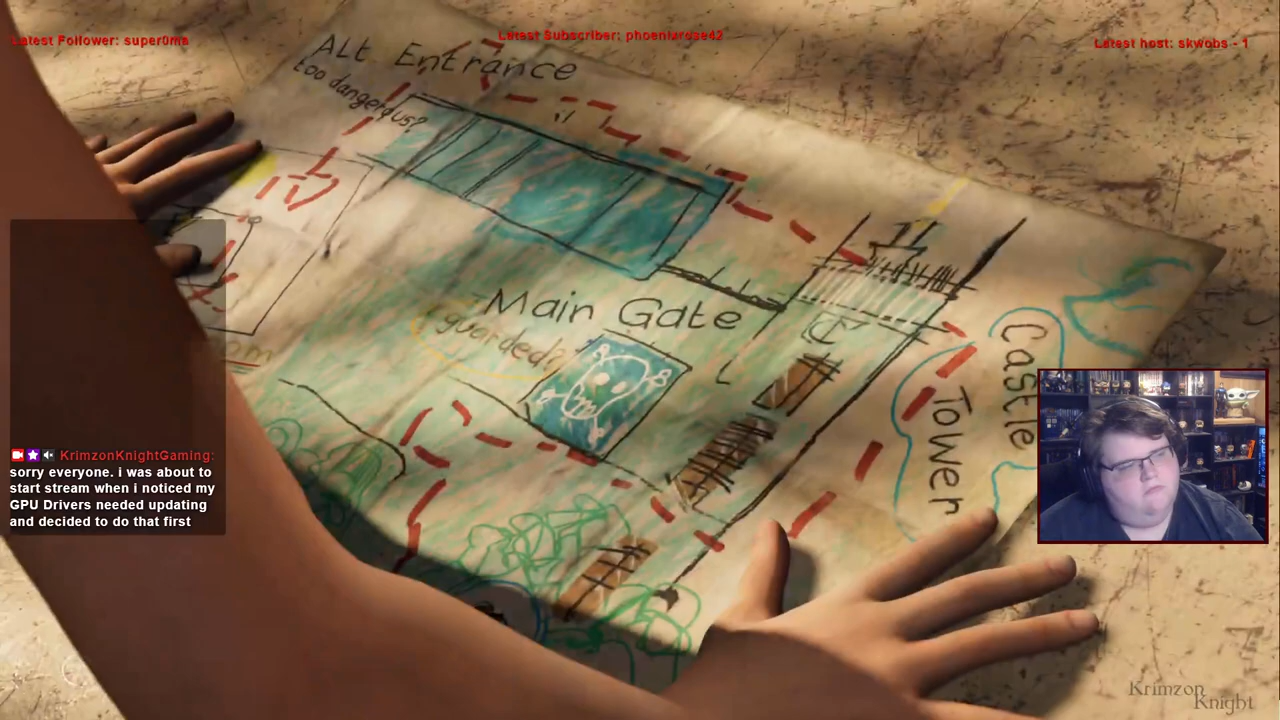 Latest Follower: super0ma
Latest Subscriber: phoenixrose42
Latest host: skwobs - 1
ALt Entrance
too dangerous?
Main Gate
guarded?
Castle
Tower
KrimzonKnightGaming:
sorry everyone. i was about to
start stream when i noticed my
GPU Drivers needed updating
and decided to do that first
Krimzon
Knight